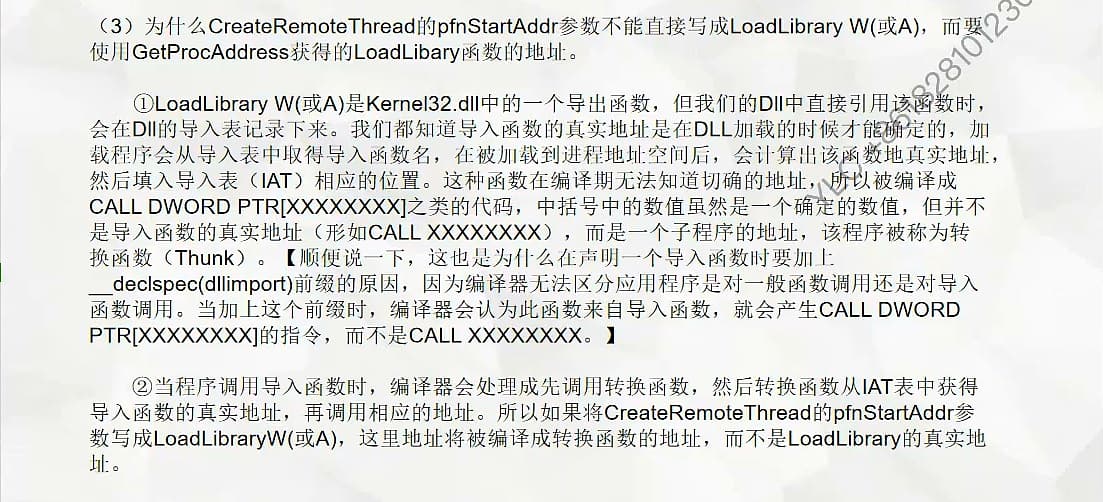 （3）为什么CreateRemoteThread的pfnStartAddr参数不能直接写成LoadLibrary W(或A)，而要
使用GetProcAddress获得的LoadLibary函数的地址。
①LoadLibrary W(或A)是Kernel32.dll中的一个导出函数，但我们的Dll中直接引用该函数时，
会在Dll的导入表记录下来。我们都知道导入函数的真实地址是在DLL加载的时候才能确定的，加
载程序会从导入表中取得导入函数名，在被加载到进程地址空间后，会计算出该函数地真实地址，
然后填入导入表（IAT）相应的位置。这种函数在编译期无法知道切确的地址，所以被编译成
CALL DWORD PTR[XXXXXXXX]之类的代码，中括号中的数值虽然是一个确定的数值，但并不
是导入函数的真实地址（形如CALL XXXXXXXX），而是一个子程序的地址，该程序被称为转
换函数（Thunk）。【顺便说一下，这也是为什么在声明一个导入函数时要加上
__declspec(dllimport)前缀的原因，因为编译器无法区分应用程序是对一般函数调用还是对导入
函数调用。当加上这个前缀时，编译器会认为此函数来自导入函数，就会产生CALL DWORD
PTR[XXXXXXXX]的指令，而不是CALL XXXXXXXX。】
②当程序调用导入函数时，编译器会处理成先调用转换函数，然后转换函数从IAT表中获得
导入函数的真实地址，再调用相应的地址。所以如果将CreateRemoteThread的pfnStartAddr参
数写成LoadLibraryW(或A)，这里地址将被编译成转换函数的地址，而不是LoadLibrary的真实地
址。